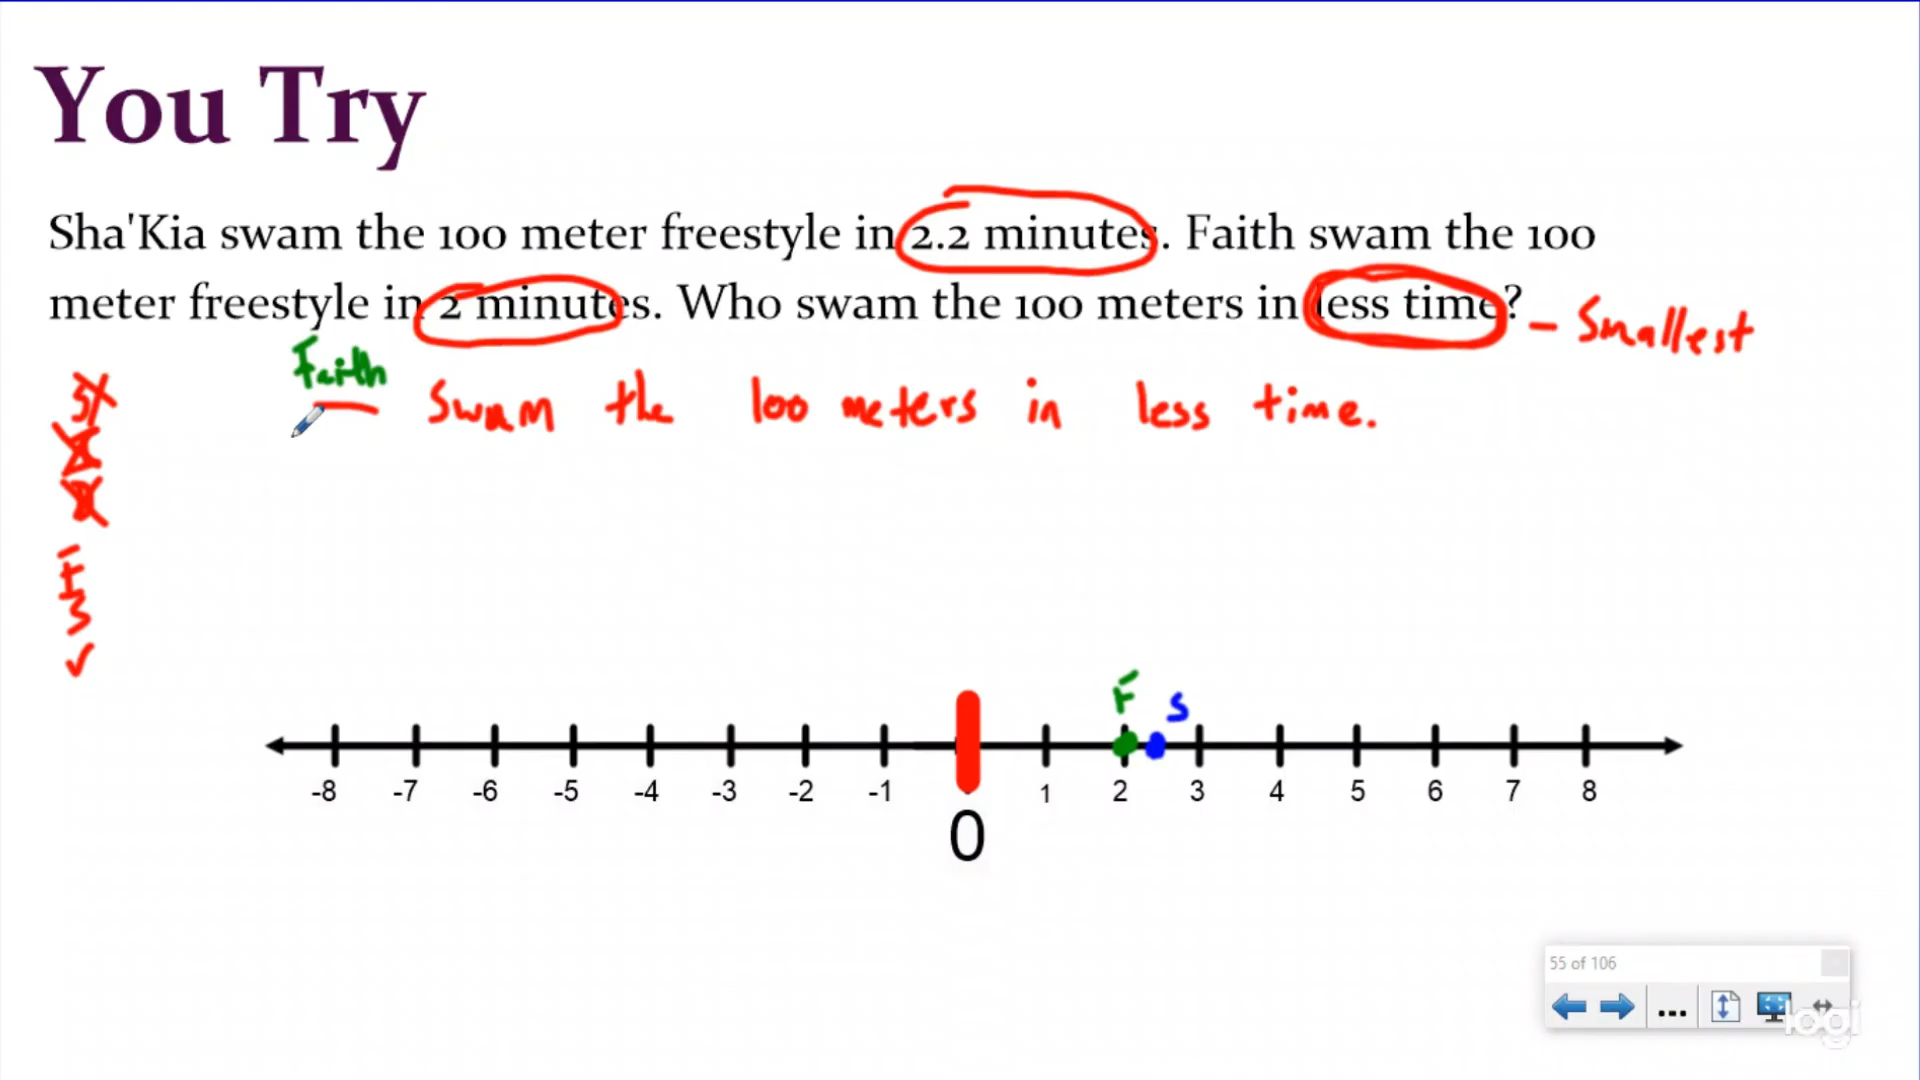 You Try
Sha'Kia swam the 100 meter freestyle in 2.2 minutes. Faith swam the 100
meter freestyle in 2 minutes. Who swam the 100 meters in less time?
- Smallest
Faith
swam the 100 meters in less time.
F
S
-8 -7 -6 -5 -4 -3 -2 -1 1 2 3 4 5 6 7 8
0
55 of 106
...
logi